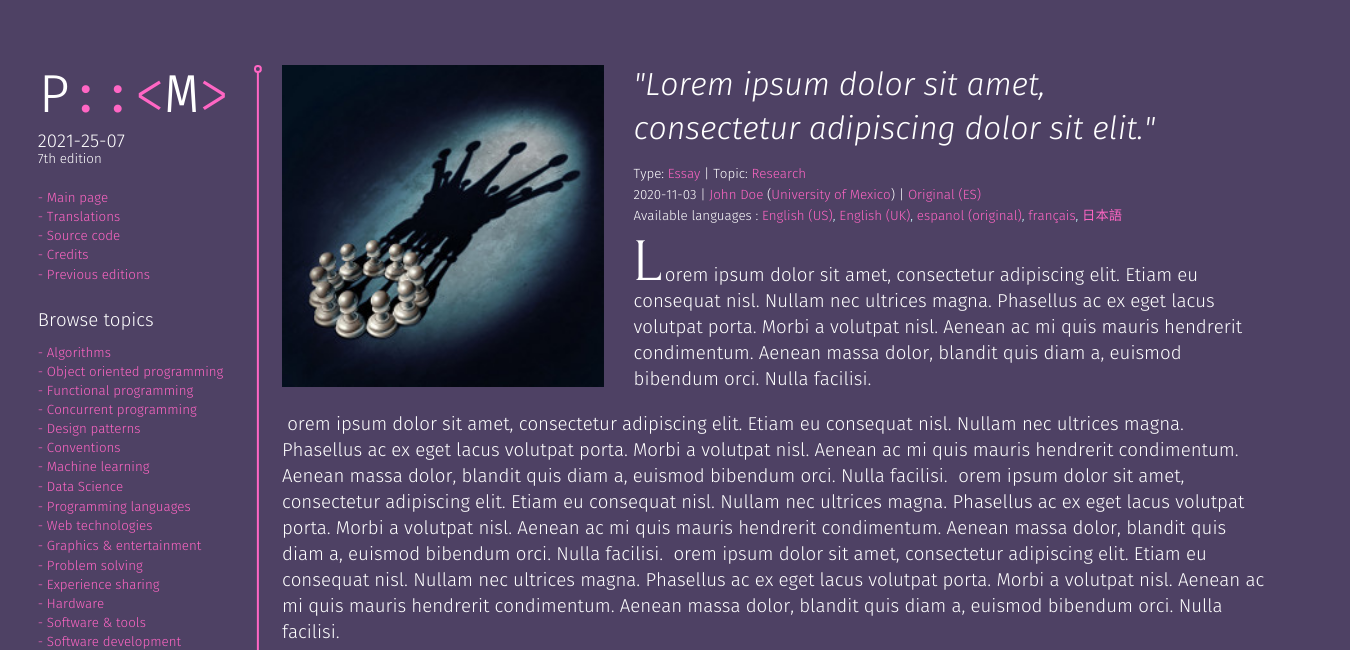 P::<M>
2021-25-07
7th edition
- Main page
- Translations
- Source code
- Credits
- Previous editions
Browse topics
- Algorithms
- Object oriented programming
- Functional programming
- Concurrent programming
- Design patterns
- Conventions
- Machine learning
- Data Science
- Programming languages
- Web technologies
- Graphics & entertainment
- Problem solving
- Experience sharing
- Hardware
- Software & tools
- Software development
"Lorem ipsum dolor sit amet,
consectetur adipiscing dolor sit elit."
Type: Essay | Topic: Research
2020-11-03 | John Doe (University of Mexico) | Original (ES)
Available languages : English (US), English (UK), espanol (original), français, 日本語
Lorem ipsum dolor sit amet, consectetur adipiscing elit. Etiam eu
consequat nisl. Nullam nec ultrices magna. Phasellus ac ex eget lacus
volutpat porta. Morbi a volutpat nisl. Aenean ac mi quis mauris hendrerit
condimentum. Aenean massa dolor, blandit quis diam a, euismod
bibendum orci. Nulla facilisi.
orem ipsum dolor sit amet, consectetur adipiscing elit. Etiam eu consequat nisl. Nullam nec ultrices magna.
Phasellus ac ex eget lacus volutpat porta. Morbi a volutpat nisl. Aenean ac mi quis mauris hendrerit condimentum.
Aenean massa dolor, blandit quis diam a, euismod bibendum orci. Nulla facilisi.  orem ipsum dolor sit amet,
consectetur adipiscing elit. Etiam eu consequat nisl. Nullam nec ultrices magna. Phasellus ac ex eget lacus volutpat
porta. Morbi a volutpat nisl. Aenean ac mi quis mauris hendrerit condimentum. Aenean massa dolor, blandit quis
diam a, euismod bibendum orci. Nulla facilisi.  orem ipsum dolor sit amet, consectetur adipiscing elit. Etiam eu
consequat nisl. Nullam nec ultrices magna. Phasellus ac ex eget lacus volutpat porta. Morbi a volutpat nisl. Aenean ac
mi quis mauris hendrerit condimentum. Aenean massa dolor, blandit quis diam a, euismod bibendum orci. Nulla
facilisi.